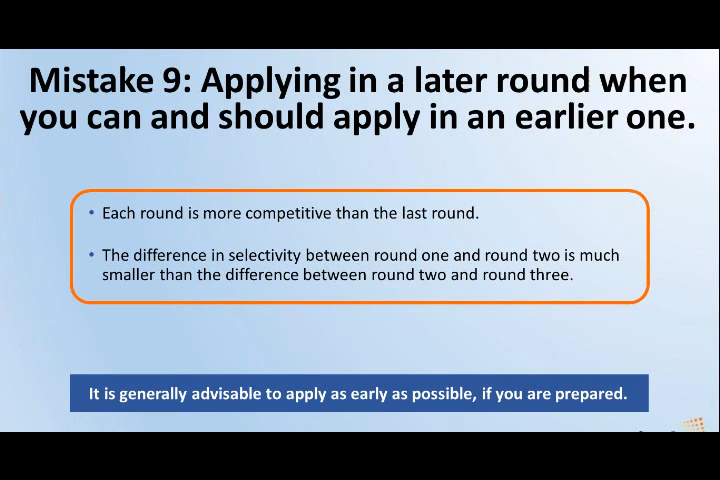 Mistake 9: Applying in a later round when
you can and should apply in an earlier one.
• Each round is more competitive than the last round.
• The difference in selectivity between round one and round two is much
smaller than the difference between round two and round three.
It is generally advisable to apply as early as possible, if you are prepared.